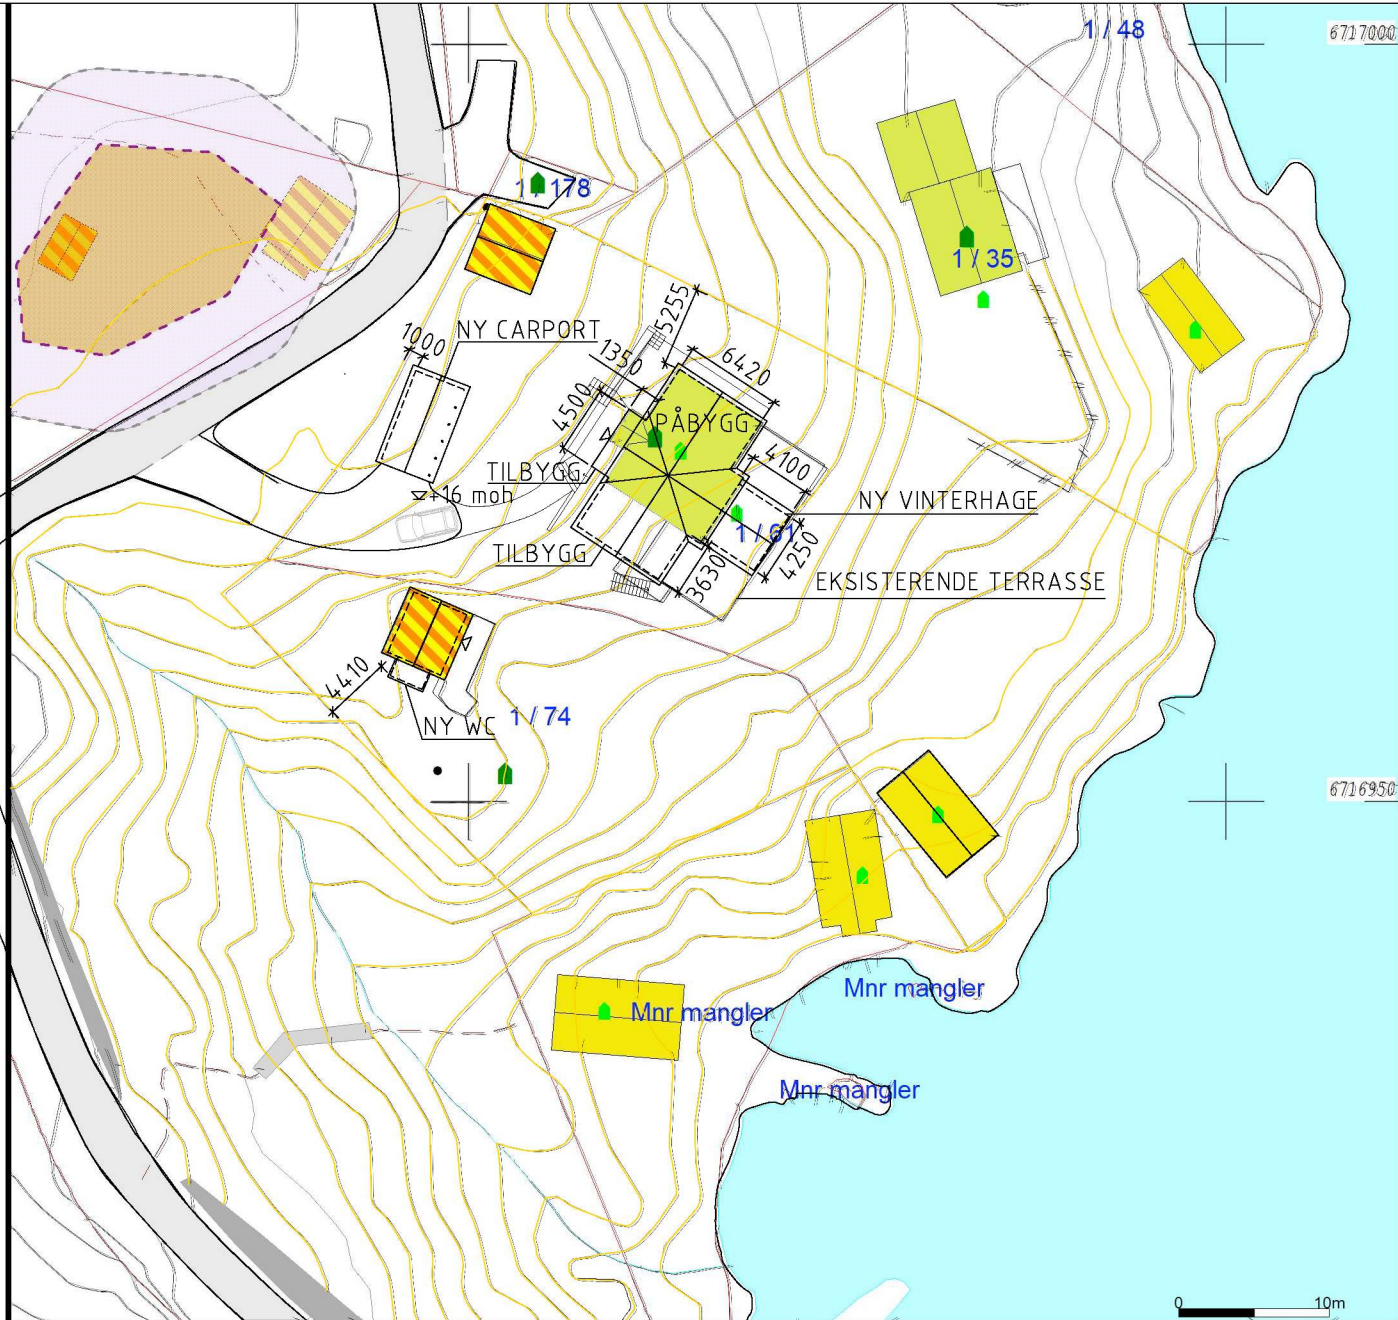 1 / 48
6717000
1 / 178
1 / 35
5255
NY CARPORT
1000
1350
6420
4500
PÅBYGG
4100
TILBYGG
+16 moh
NY VINTERHAGE
1 / 61
TILBYGG
4250
3630
EKSISTERENDE TERRASSE
4410
NY WC
1 / 74
6716950
Mnr mangler
Mnr mangler
Mnr mangler
0 10m